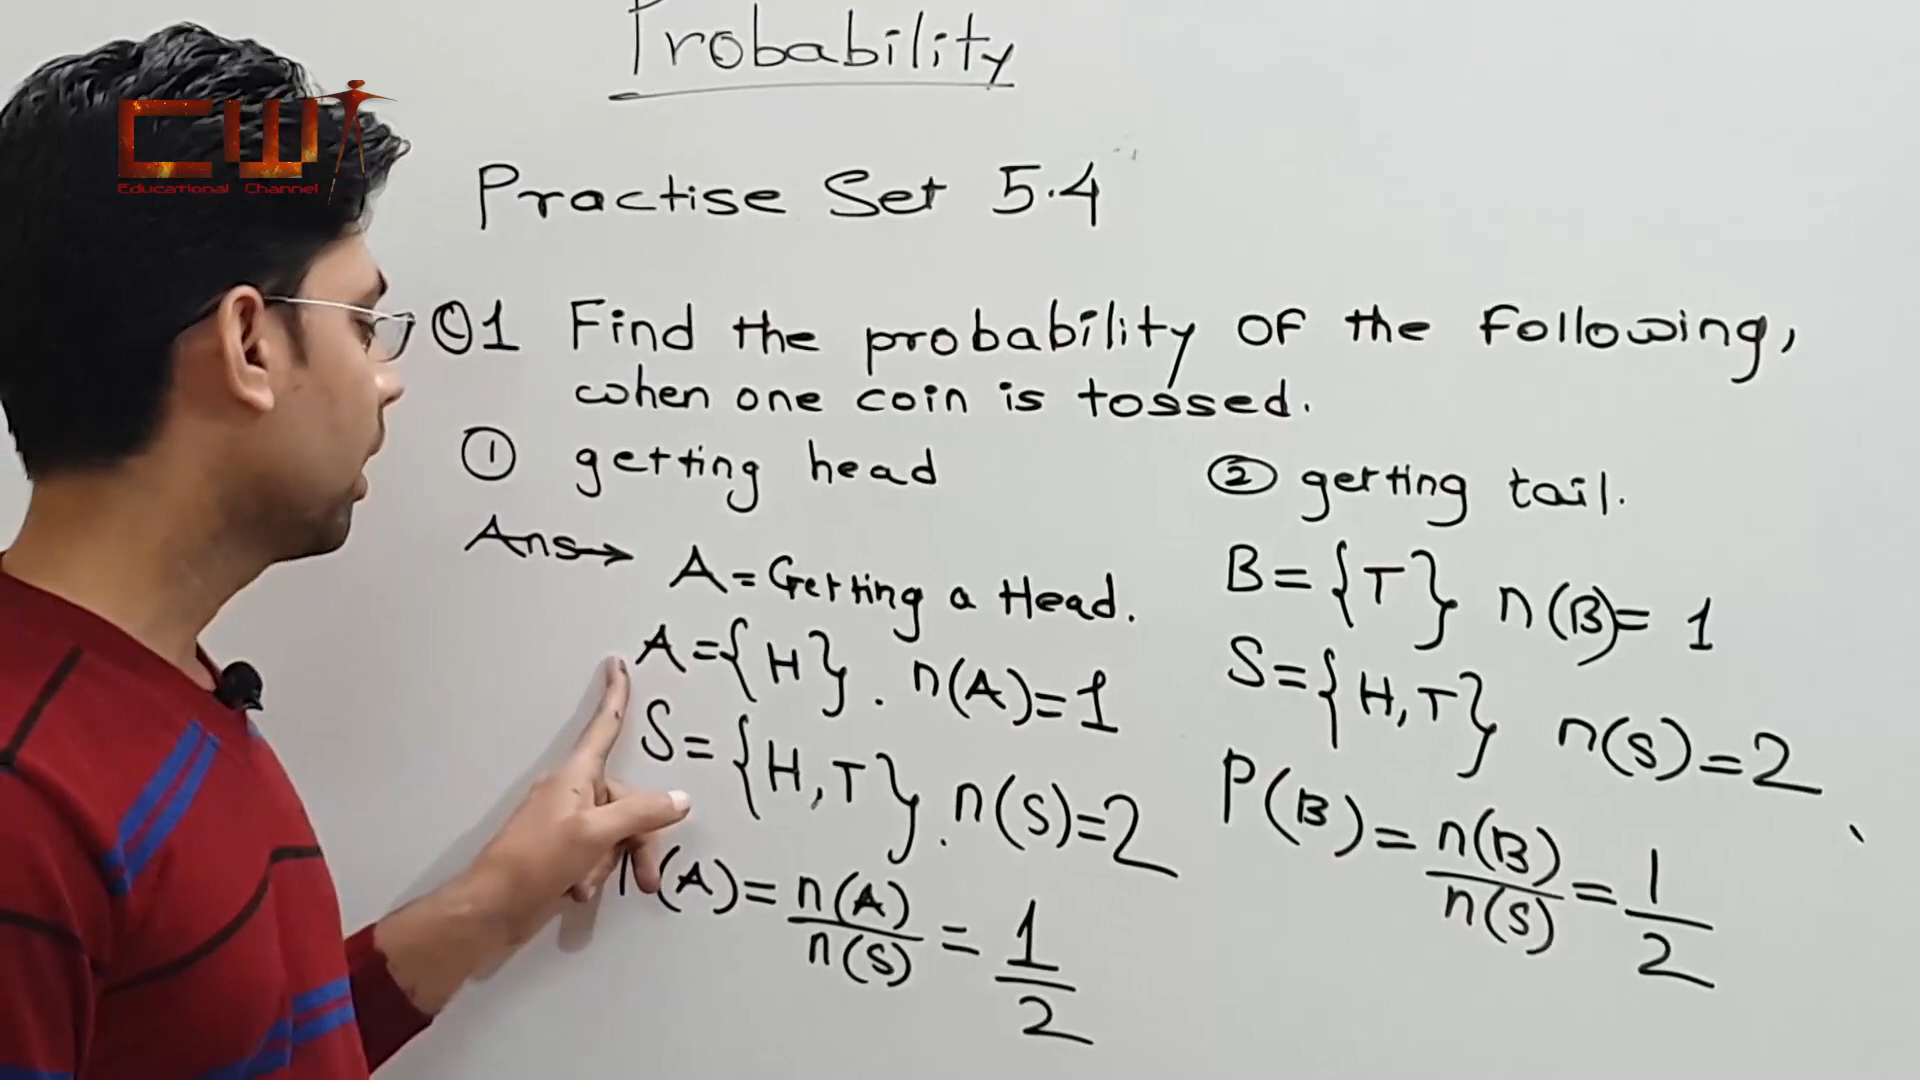 Probability
CW
Educational Channel
Practise Set 5.4
Q1 Find the probability of the following,
when one coin is tossed.
① getting head
Ans→ A = Getting a Head.
A = {H}. n(A) = 1
S = {H, T}. n(S) = 2
P(A) = n(A)/n(S) = 1/2
② getting tail.
B = {T} n(B) = 1
S = {H, T} n(S) = 2
P(B) = n(B)/n(S) = 1/2